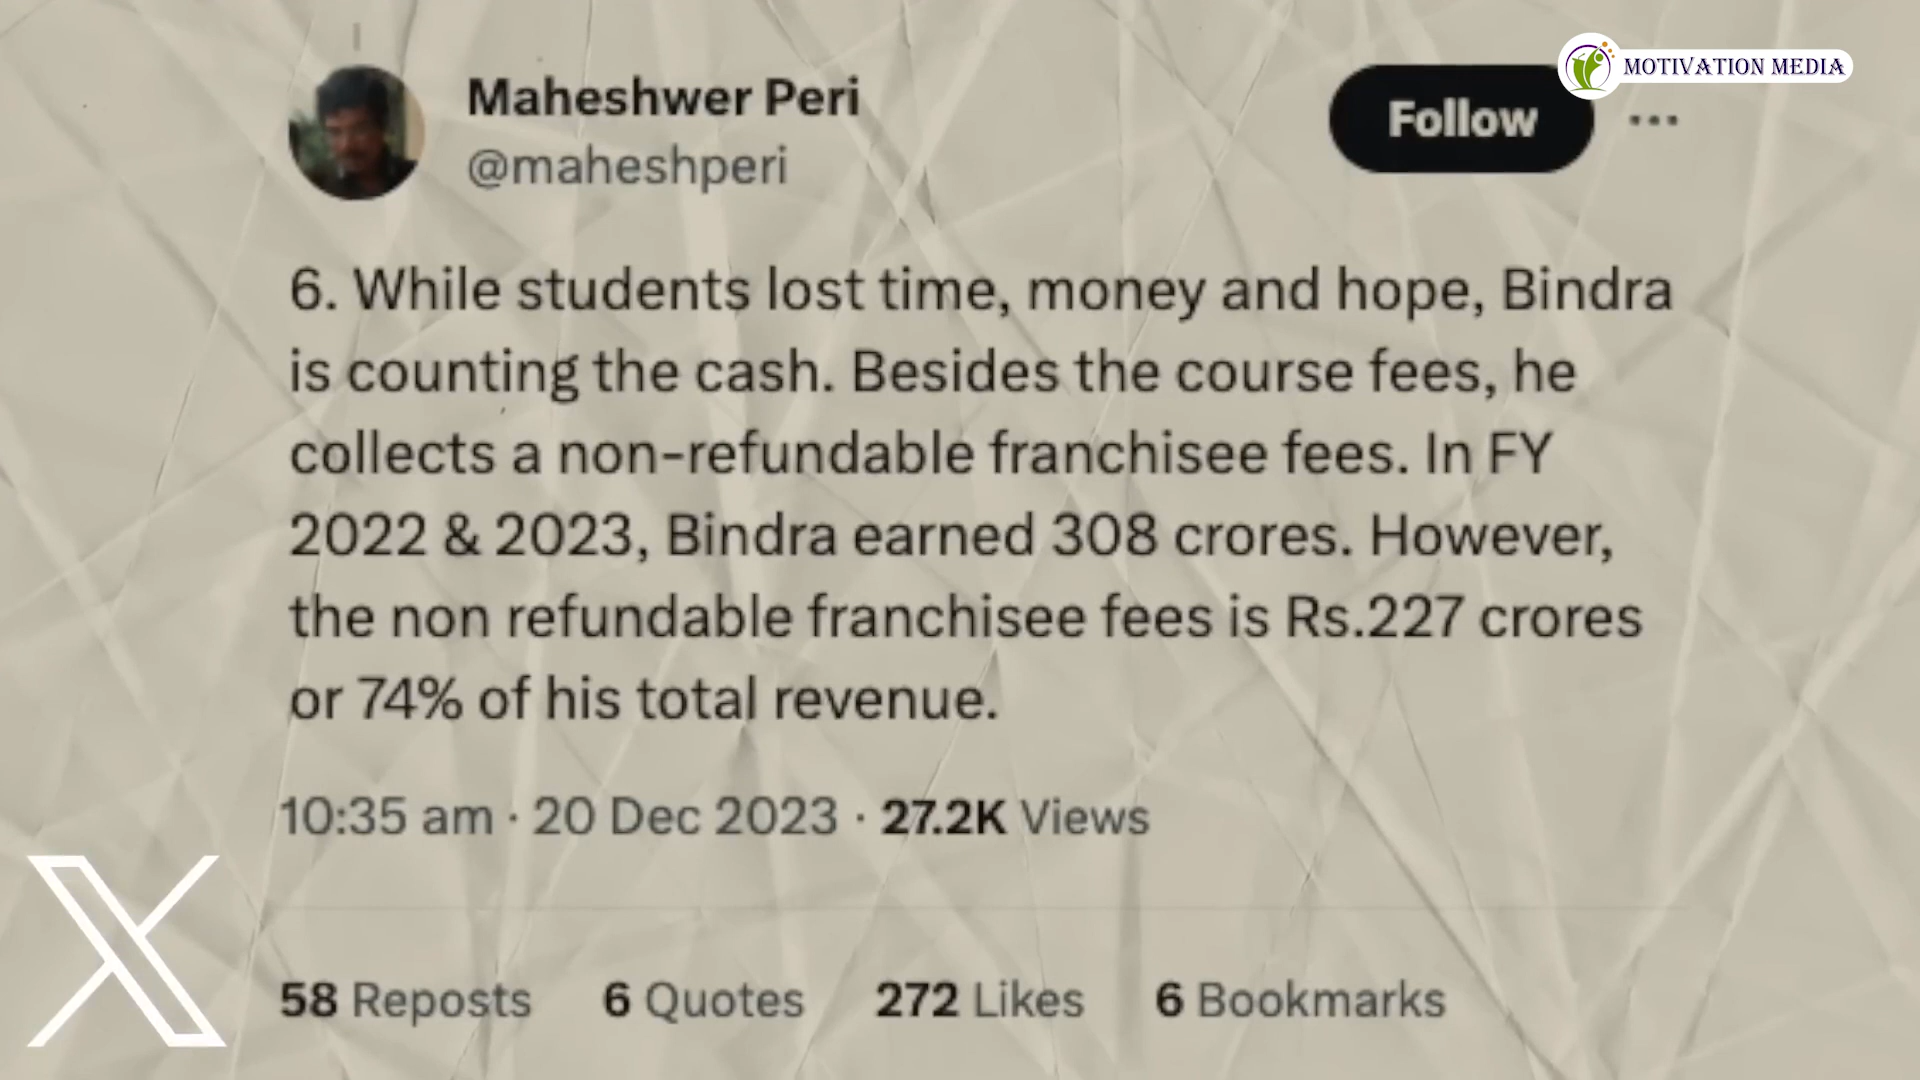 MOTIVATION MEDIA
Maheshwer Peri
@maheshperi
Follow
6. While students lost time, money and hope, Bindra
is counting the cash. Besides the course fees, he
collects a non-refundable franchisee fees. In FY
2022 & 2023, Bindra earned 308 crores. However,
the non refundable franchisee fees is Rs.227 crores
or 74% of his total revenue.
10:35 am · 20 Dec 2023 · 27.2K Views
58 Reposts 6 Quotes 272 Likes 6 Bookmarks